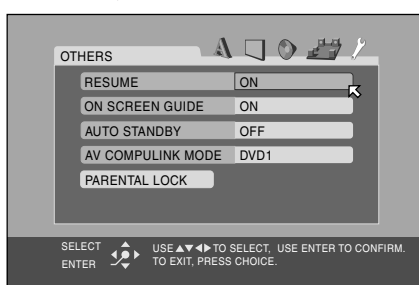 OTHERS
RESUME ON
ON SCREEN GUIDE ON
AUTO STANDBY OFF
AV COMPULINK MODE DVD1
PARENTAL LOCK
SELECT
ENTER
USE ▲▼◀▶ TO SELECT, USE ENTER TO CONFIRM.
TO EXIT, PRESS CHOICE.